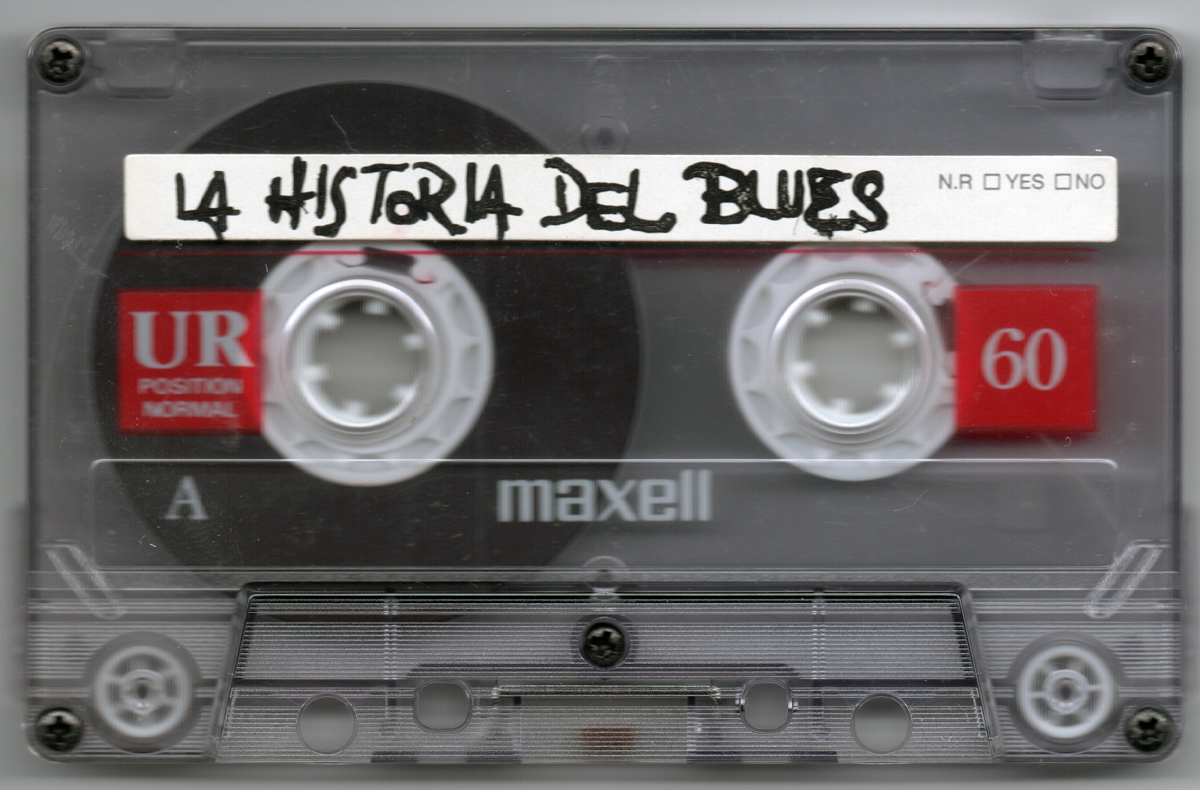 LA HISTORIA DEL BLUES
N.R □ YES □ NO
UR
POSITION
NORMAL
60
A
maxell